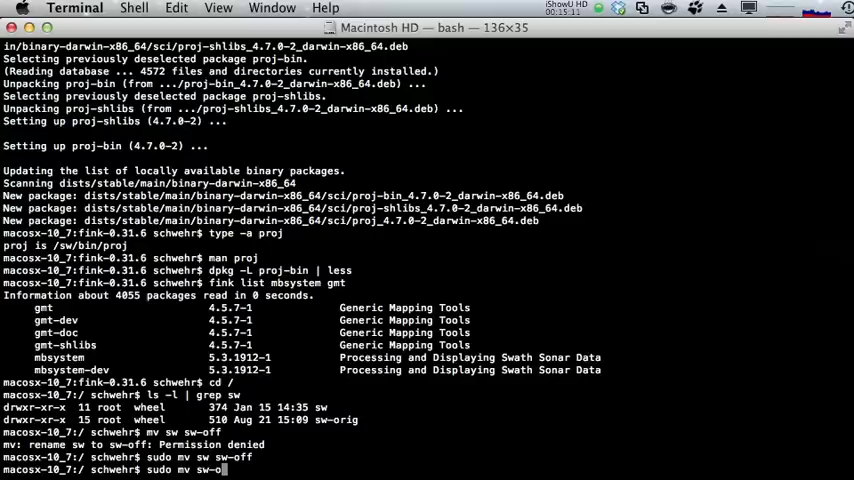 Terminal Shell Edit View Window Help iShowU HD 00:15:11
Macintosh HD — bash — 136×35
in/binary-darwin-x86_64/sci/proj-shlibs_4.7.0-2_darwin-x86_64.deb
Selecting previously deselected package proj-bin.
(Reading database ... 4572 files and directories currently installed.)
Unpacking proj-bin (from .../proj-bin_4.7.0-2_darwin-x86_64.deb) ...
Selecting previously deselected package proj-shlibs.
Unpacking proj-shlibs (from .../proj-shlibs_4.7.0-2_darwin-x86_64.deb) ...
Setting up proj-shlibs (4.7.0-2) ...
Setting up proj-bin (4.7.0-2) ...
Updating the list of locally available binary packages.
Scanning dists/stable/main/binary-darwin-x86_64
New package: dists/stable/main/binary-darwin-x86_64/sci/proj-bin_4.7.0-2_darwin-x86_64.deb
New package: dists/stable/main/binary-darwin-x86_64/sci/proj-shlibs_4.7.0-2_darwin-x86_64.deb
New package: dists/stable/main/binary-darwin-x86_64/sci/proj_4.7.0-2_darwin-x86_64.deb
macosx-10_7:fink-0.31.6 schwehr$ type -a proj
proj is /sw/bin/proj
macosx-10_7:fink-0.31.6 schwehr$ man proj
macosx-10_7:fink-0.31.6 schwehr$ dpkg -L proj-bin | less
macosx-10_7:fink-0.31.6 schwehr$ fink list mbsystem gmt
Information about 4055 packages read in 0 seconds.
gmt 4.5.7-1 Generic Mapping Tools
gmt-dev 4.5.7-1 Generic Mapping Tools
gmt-doc 4.5.7-1 Generic Mapping Tools
gmt-shlibs 4.5.7-1 Generic Mapping Tools
mbsystem 5.3.1912-1 Processing and Displaying Swath Sonar Data
mbsystem-dev 5.3.1912-1 Processing and Displaying Swath Sonar Data
macosx-10_7:fink-0.31.6 schwehr$ cd /
macosx-10_7:/ schwehr$ ls -l | grep sw
drwxr-xr-x 11 root wheel 374 Jan 15 14:35 sw
drwxr-xr-x 15 root wheel 510 Aug 21 15:09 sw-orig
macosx-10_7:/ schwehr$ mv sw sw-off
mv: rename sw to sw-off: Permission denied
macosx-10_7:/ schwehr$ sudo mv sw sw-off
macosx-10_7:/ schwehr$ sudo mv sw-o